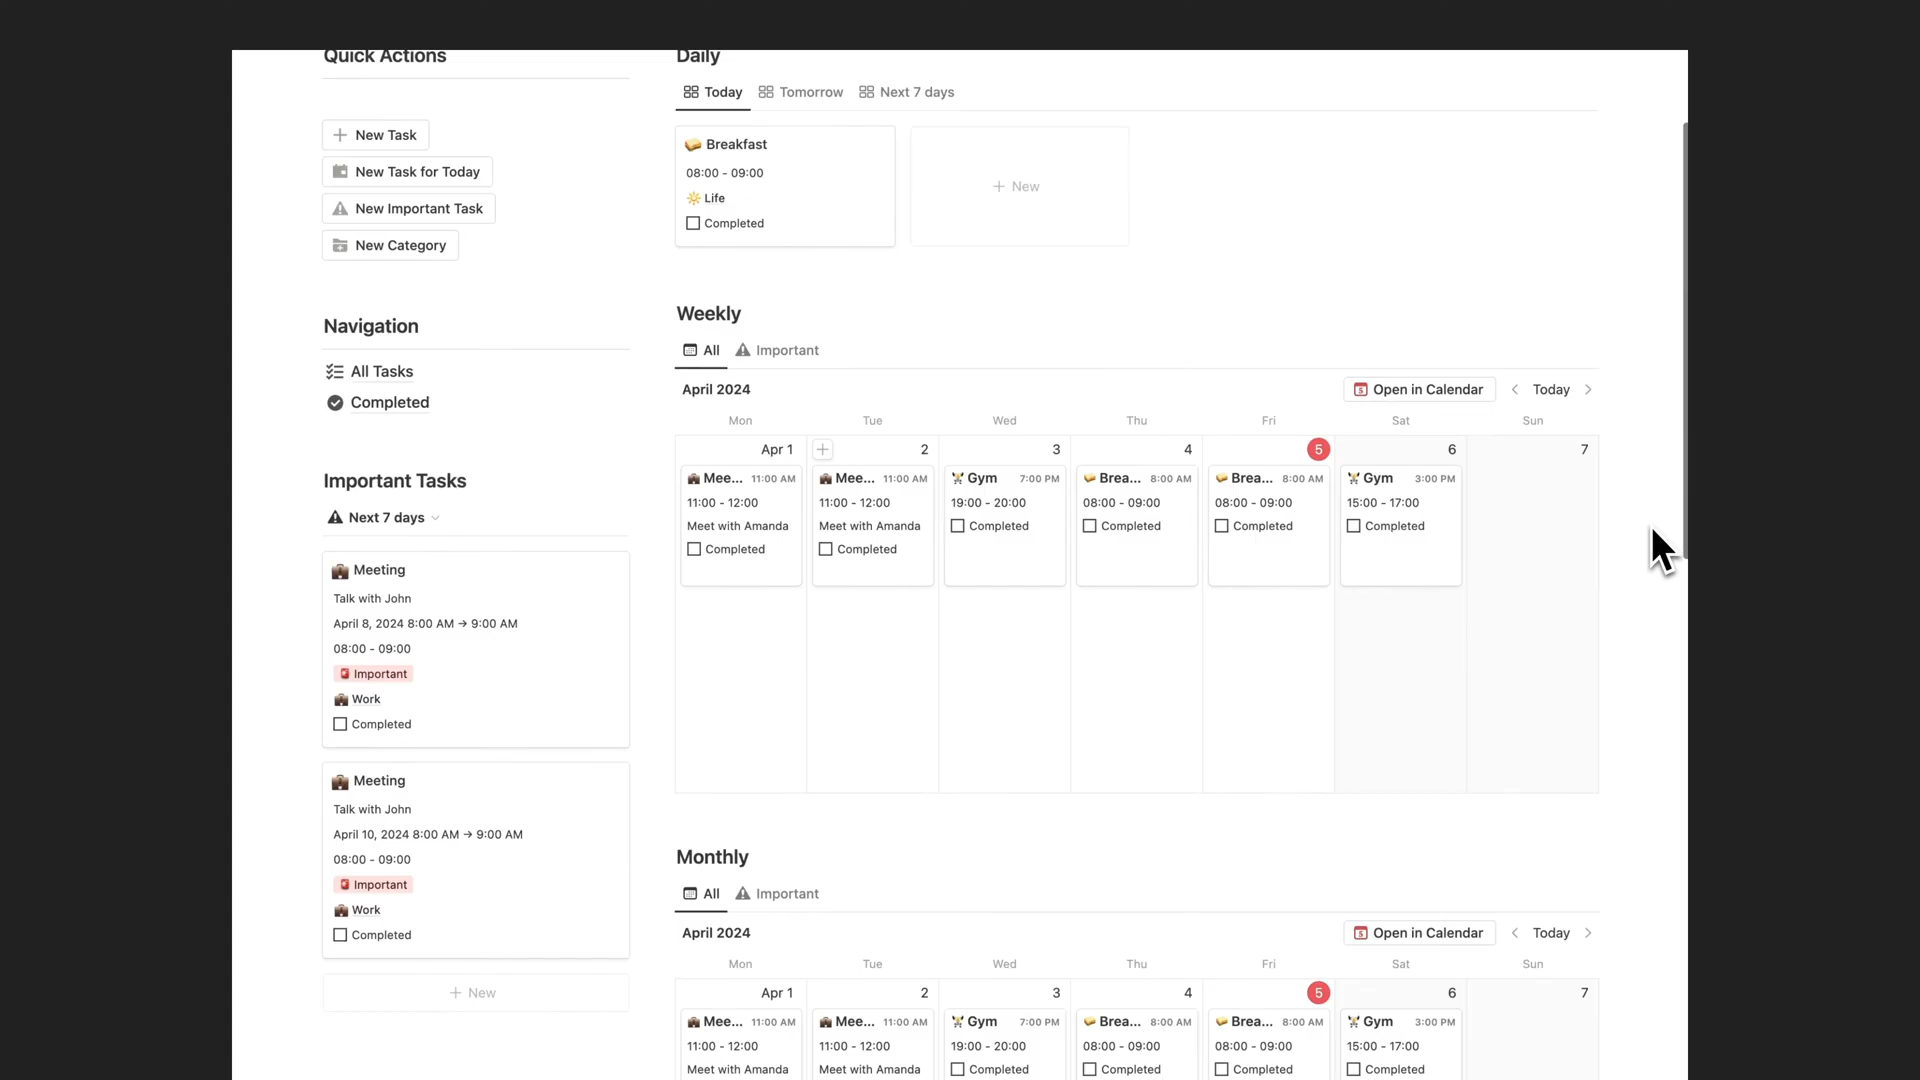 Quick Actions
New Task
New Task for Today
New Important Task
New Category
Navigation
All Tasks
Completed
Important Tasks
Next 7 days
Meeting
Talk with John
April 8, 2024 8:00 AM → 9:00 AM
08:00 - 09:00
Important
Work
Completed
Meeting
Talk with John
April 10, 2024 8:00 AM → 9:00 AM
08:00 - 09:00
Important
Work
Completed
+ New
Daily
Today Tomorrow Next 7 days
Breakfast
08:00 - 09:00
Life
Completed
+ New
Weekly
All Important
April 2024 Open in Calendar Today
Mon Tue Wed Thu Fri Sat Sun
Apr 1 2 3 4 5 6 7
Mee... 11:00 AM Mee... 11:00 AM Gym 7:00 PM Brea... 8:00 AM Brea... 8:00 AM Gym 3:00 PM
11:00 - 12:00 11:00 - 12:00 19:00 - 20:00 08:00 - 09:00 08:00 - 09:00 15:00 - 17:00
Meet with Amanda Meet with Amanda Completed Completed Completed Completed
Completed Completed
Monthly
All Important
April 2024 Open in Calendar Today
Mon Tue Wed Thu Fri Sat Sun
Apr 1 2 3 4 5 6 7
Mee... 11:00 AM Mee... 11:00 AM Gym 7:00 PM Brea... 8:00 AM Brea... 8:00 AM Gym 3:00 PM
11:00 - 12:00 11:00 - 12:00 19:00 - 20:00 08:00 - 09:00 08:00 - 09:00 15:00 - 17:00
Meet with Amanda Meet with Amanda Completed Completed Completed Completed